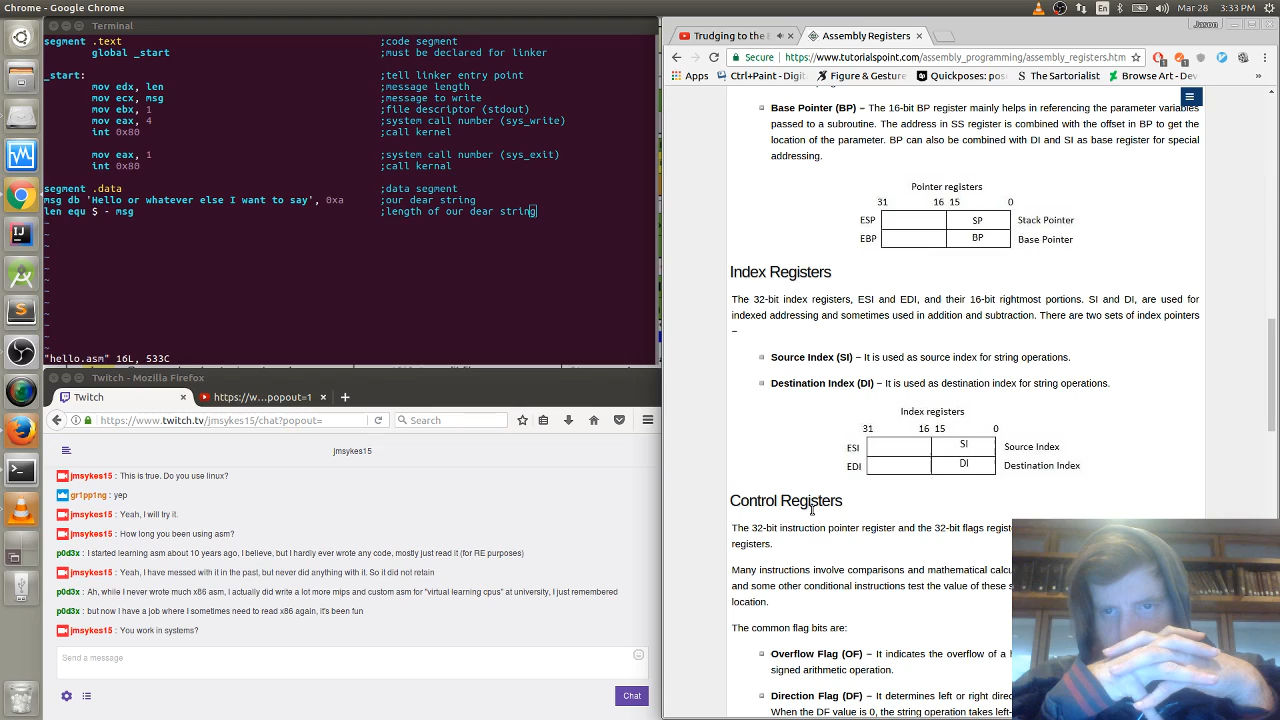 Chrome - Google Chrome
En
3:33 PM
Mar 28
Terminal
segment .text ;code segment
global _start ;must be declared for linker
_start: ;tell linker entry point
mov edx, len ;message length
mov ecx, msg ;message to write
mov ebx, 1 ;file descriptor (stdout)
mov eax, 4 ;system call number (sys_write)
int 0x80 ;call kernel
mov eax, 1 ;system call number (sys_exit)
int 0x80 ;call kernal
segment .data ;data segment
msg db 'Hello or whatever else I want to say', 0xa ;our dear string
len equ $ - msg ;length of our dear string
~
~
~
~
~
~
~
~
~
~
~
"hello.asm" 16L, 533C
Twitch - Mozilla Firefox
Twitch
https://w...popout=1
https://www.twitch.tv/jmsykes15/chat?popout=
Search
jmsykes15
jmsykes15 : This is true. Do you use linux?
gr1pp1ng : yep
jmsykes15 : Yeah, I will try it.
jmsykes15 : How long you been using asm?
p0d3x : I started learning asm about 10 years ago, I believe, but I hardly ever wrote any code, mostly just read it (for RE purposes)
jmsykes15 : Yeah, I have messed with it in the past, but never did anything with it. So it did not retain
p0d3x : Ah, while I never wrote much x86 asm, I actually did write a lot more mips and custom asm for "virtual learning cpus" at university, I just remembered
p0d3x : but now I have a job where I sometimes need to read x86 again, it's been fun
jmsykes15 : You work in systems?
Send a message
Chat
Jason
Trudging to the
Assembly Registers
Secure
https://www.tutorialspoint.com/assembly_programming/assembly_registers.htm
Apps
Ctrl+Paint - Digit
Figure & Gesture
Quickposes: pose
The Sartorialist
Browse Art - Dev
Base Pointer (BP) − The 16-bit BP register mainly helps in referencing the parameter variables
passed to a subroutine. The address in SS register is combined with the offset in BP to get the
location of the parameter. BP can also be combined with DI and SI as base register for special
addressing.
Pointer registers
31 16 15 0
ESP SP Stack Pointer
EBP BP Base Pointer
Index Registers
The 32-bit index registers, ESI and EDI, and their 16-bit rightmost portions. SI and DI, are used for
indexed addressing and sometimes used in addition and subtraction. There are two sets of index pointers
−
Source Index (SI) − It is used as source index for string operations.
Destination Index (DI) − It is used as destination index for string operations.
Index registers
31 16 15 0
ESI SI Source Index
EDI DI Destination Index
Control Registers
The 32-bit instruction pointer register and the 32-bit flags
registers.
Many instructions involve comparisons and mathematical
and some other conditional instructions test the value of these
location.
The common flag bits are:
Overflow Flag (OF) − It indicates the overflow of a
signed arithmetic operation.
Direction Flag (DF) − It determines left or right
When the DF value is 0, the string operation takes